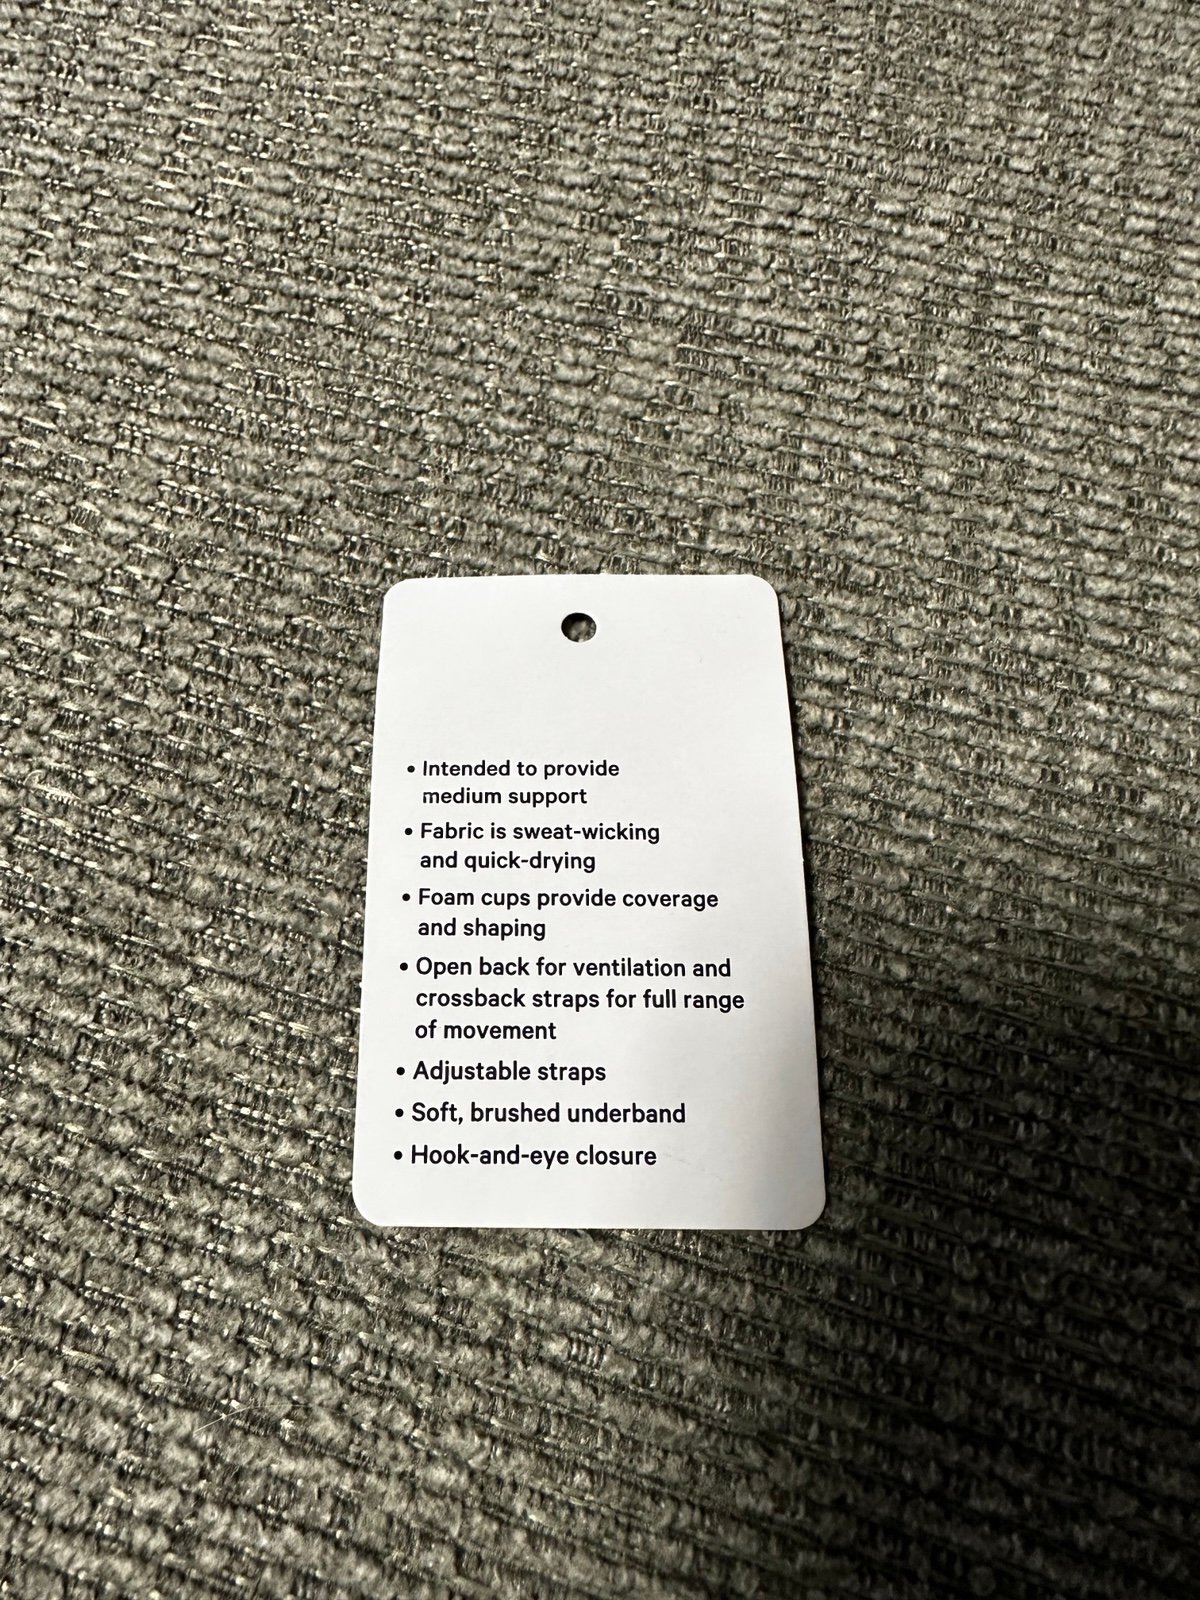 • Intended to provide
medium support
• Fabric is sweat-wicking
and quick-drying
• Foam cups provide coverage
and shaping
• Open back for ventilation and
crossback straps for full range
of movement
• Adjustable straps
• Soft, brushed underband
• Hook-and-eye closure